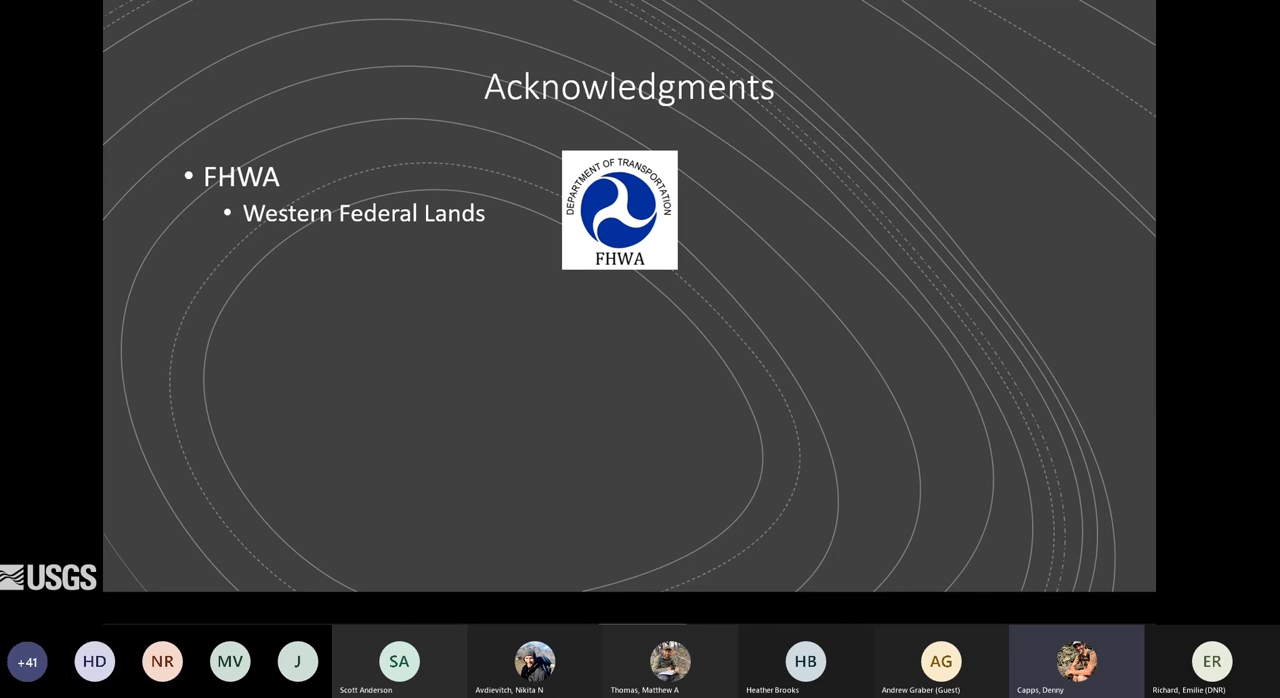 Acknowledgments
• FHWA
• Western Federal Lands
DEPARTMENT OF TRANSPORTATION
FHWA
USGS
+41
HD
NR
MV
J
SA
HB
AG
ER
Scott Anderson
Avdievitch, Nikita N
Thomas, Matthew A
Heather Brooks
Andrew Graber (Guest)
Capps, Denny
Richard, Emilie (DNR)